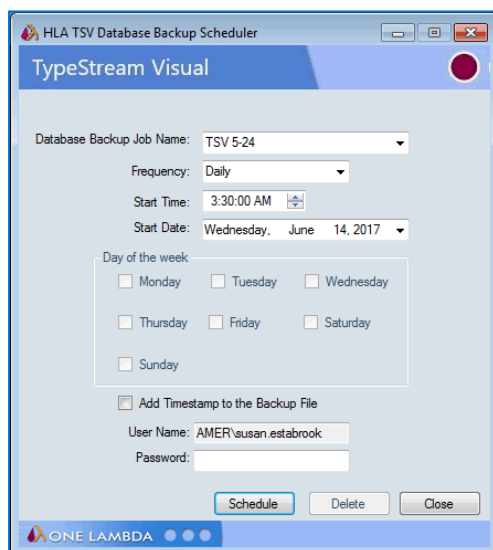 HLA TSV Database Backup Scheduler
TypeStream Visual
Database Backup Job Name: TSV 5-24
Frequency: Daily
Start Time: 3:30:00 AM
Start Date: Wednesday, June 14, 2017
Day of the week
Monday Tuesday Wednesday
Thursday Friday Saturday
Sunday
Add Timestamp to the Backup File
User Name: AMER\susan.estabrook
Password:
Schedule Delete Close
ONE LAMBDA